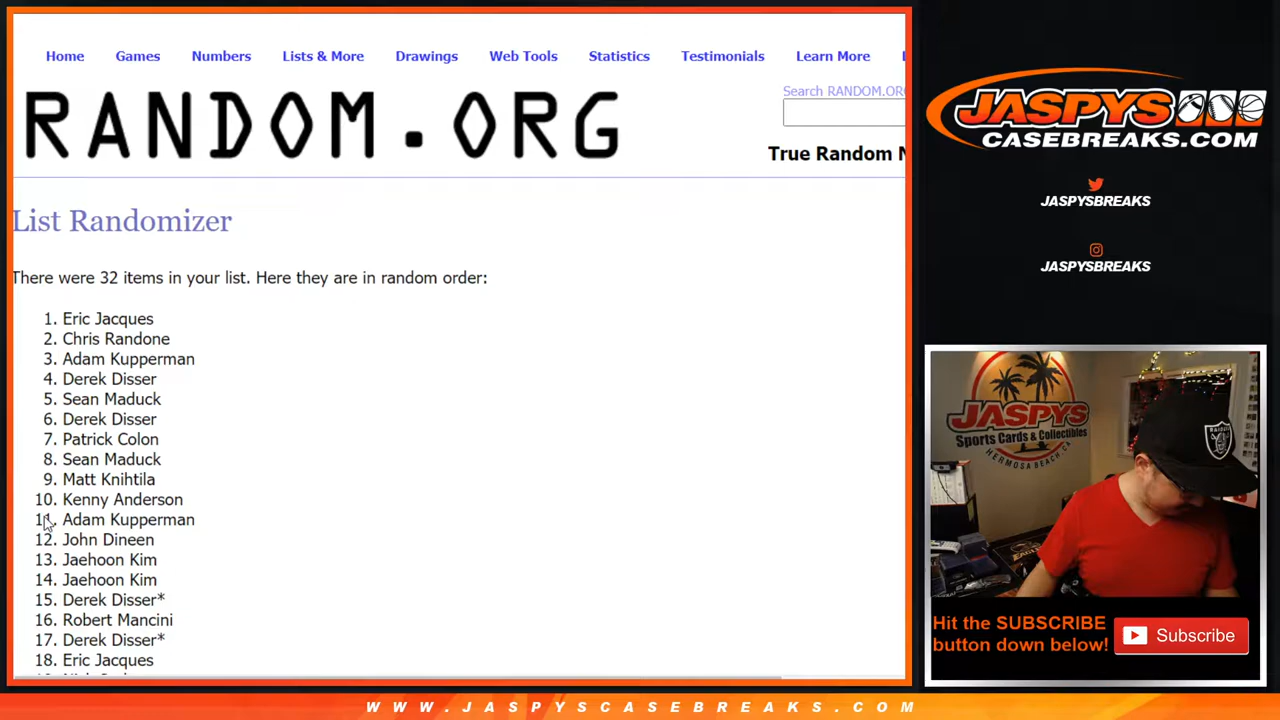 Home Games Numbers Lists & More Drawings Web Tools Statistics Testimonials Learn More
Search RANDOM.ORG
RANDOM.ORG
True Random N
List Randomizer
There were 32 items in your list. Here they are in random order:
1. Eric Jacques
2. Chris Randone
3. Adam Kupperman
4. Derek Disser
5. Sean Maduck
6. Derek Disser
7. Patrick Colon
8. Sean Maduck
9. Matt Knihtila
10. Kenny Anderson
11. Adam Kupperman
12. John Dineen
13. Jaehoon Kim
14. Jaehoon Kim
15. Derek Disser*
16. Robert Mancini
17. Derek Disser*
18. Eric Jacques
JASPYS
CASEBREAKS.COM
JASPYSBREAKS
JASPYSBREAKS
JASPYS
Sports Cards & Collectibles
HERMOSA BEACH, CA
RAIDERS
Hit the SUBSCRIBE
button down below!
Subscribe
WWW.JASPYSCASEBREAKS.COM